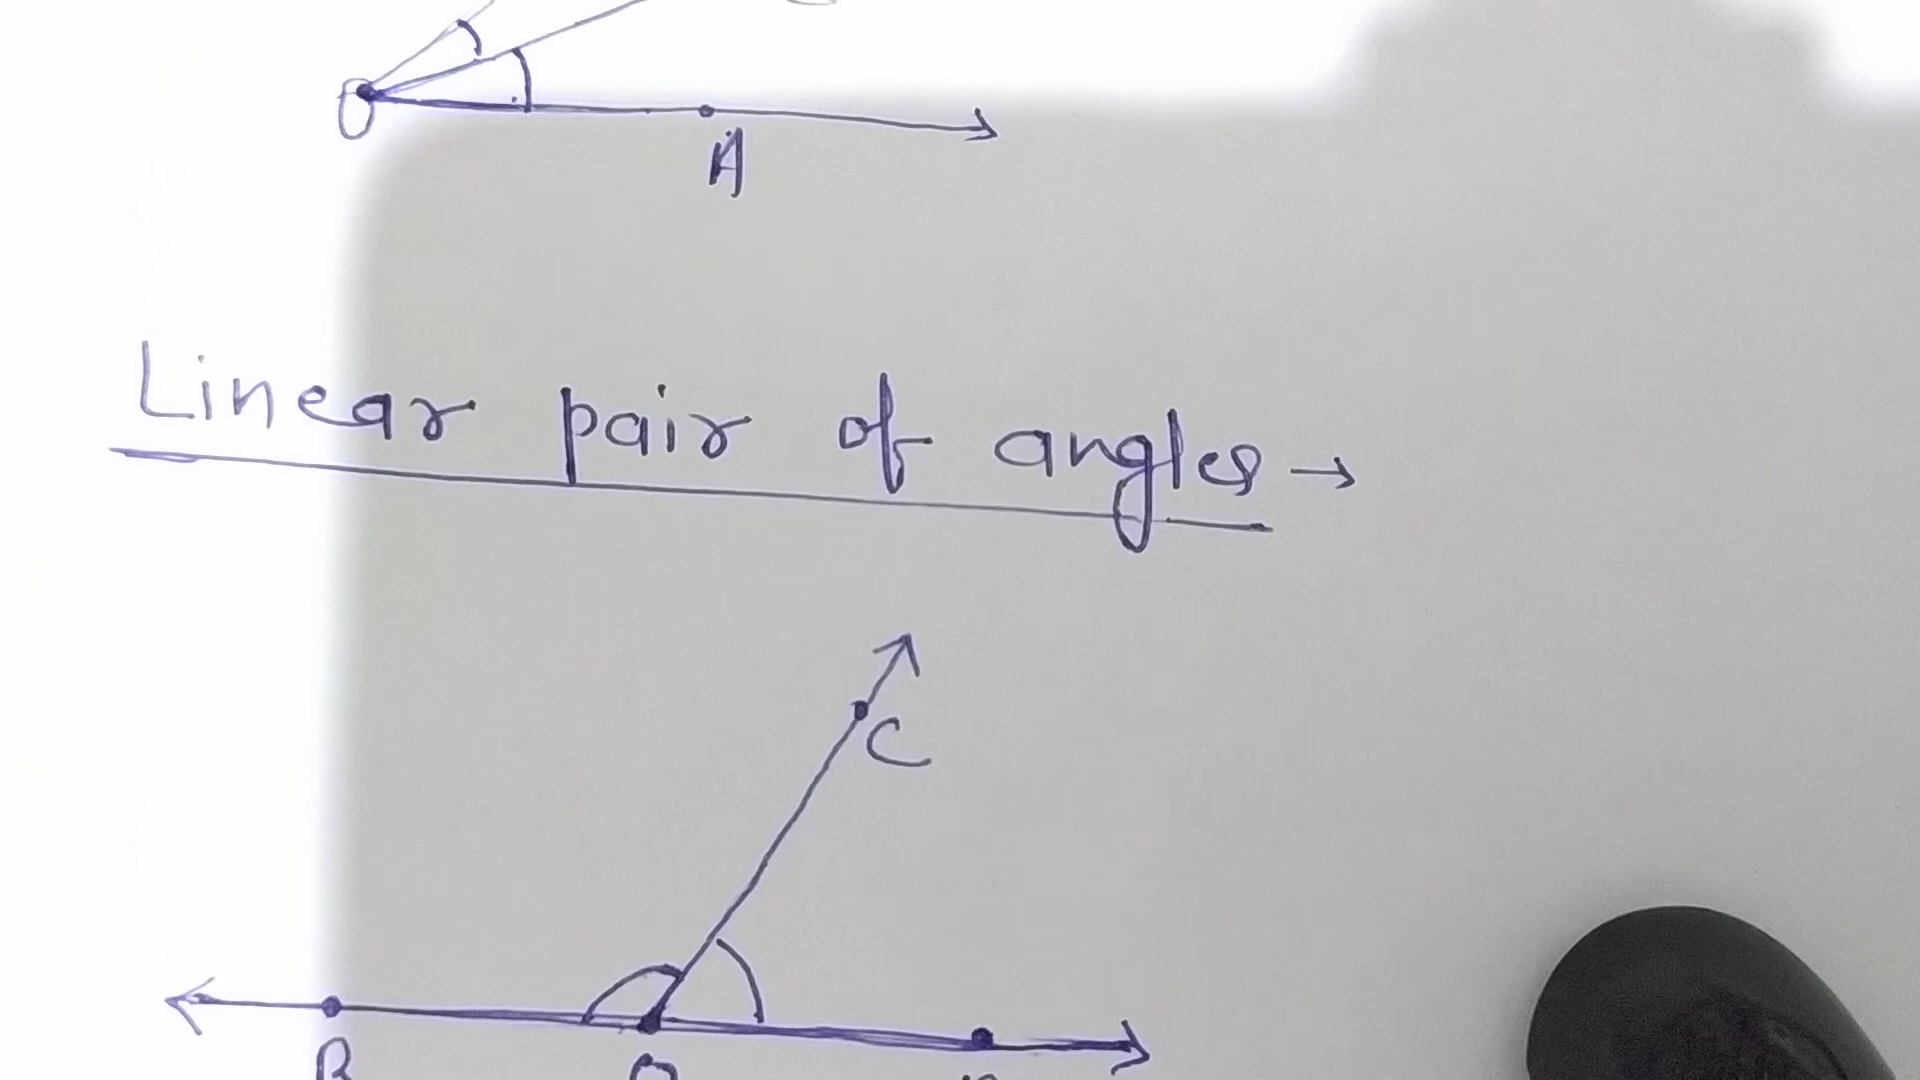 O
A
Linear pair of angles →
C
B O